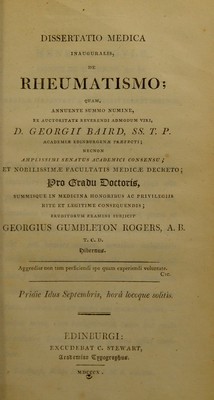 DISSERTATIO MEDICA
INAUGURALIS,
DE
RHEUMATISMO;
QUAM,
ANNUENTE SUMMO NUMINE,
EX AUCTORITATE REVERENDI ADMODUM VIRI,
D. GEORGII BAIRD, SS. T. P.
ACADEMIÆ EDINBURGENÆ PRÆFECTI;
NECNON
AMPLISSIMI SENATUS ACADEMICI CONSENSU;
ET NOBILISSIMÆ FACULTATIS MEDICÆ DECRETO;
Pro Gradu Doctoris,
SUMMISQUE IN MEDICINA HONORIBUS AC PRIVILEGIIS
RITE ET LEGITIME CONSEQUENDIS;
ERUDITORUM EXAMINI SUBJICIT
GEORGIUS GUMBLETON ROGERS, A. B.
T. C. D.
Hibernus.
Aggredior non tam perficiundi spe quam experiundi voluntate.
Cic.
Pridie Idus Septembris, horâ locoque solitis.
EDINBURGI:
EXCUDEBAT C. STEWART,
Academiæ Typographus.